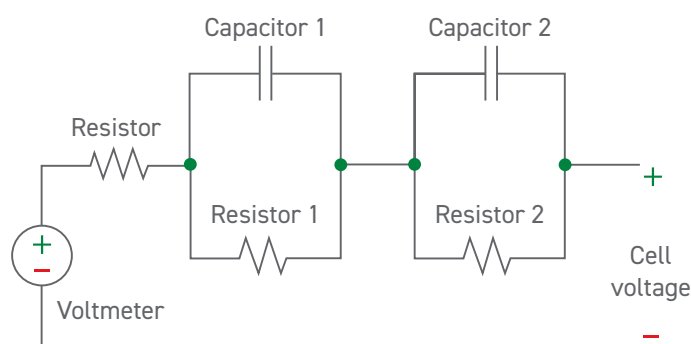 Capacitor 1
Capacitor 2
Resistor
Resistor 1
Resistor 2
+
+
−
Cell
voltage
Voltmeter
−